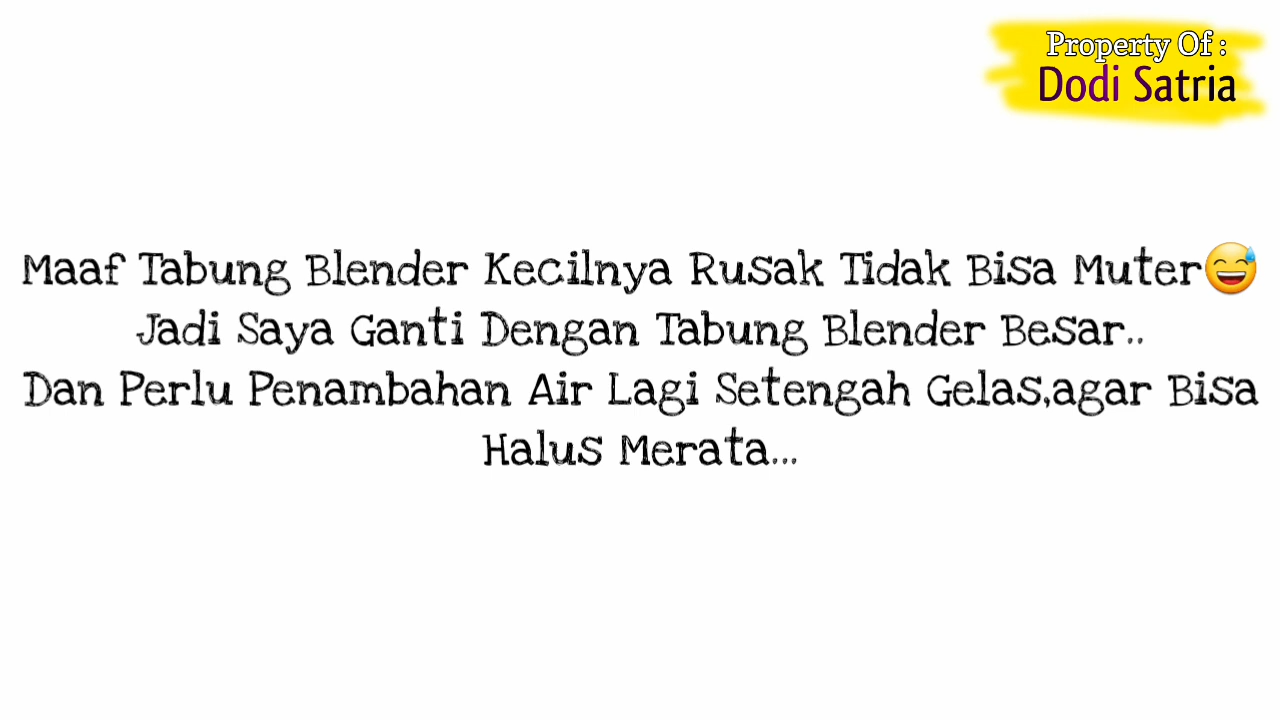 Property Of :
Dodi Satria
Maaf Tabung Blender Kecilnya Rusak Tidak Bisa Muter😅
Jadi Saya Ganti Dengan Tabung Blender Besar..
Dan Perlu Penambahan Air Lagi Setengah Gelas,agar Bisa
Halus Merata...